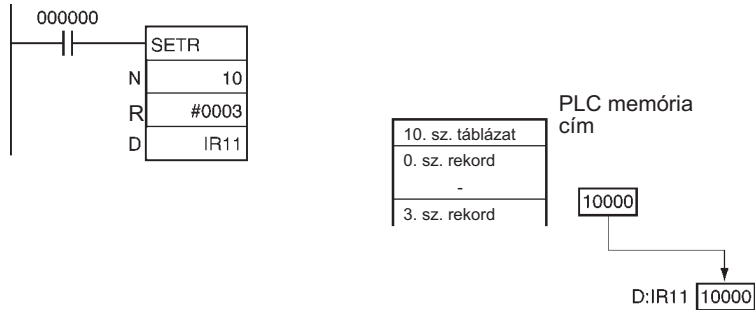 000000
SETR
N 10
R #0003
D IR11
PLC memória
cím
10. sz. táblázat
0. sz. rekord
-
3. sz. rekord
10000
D:IR11 10000